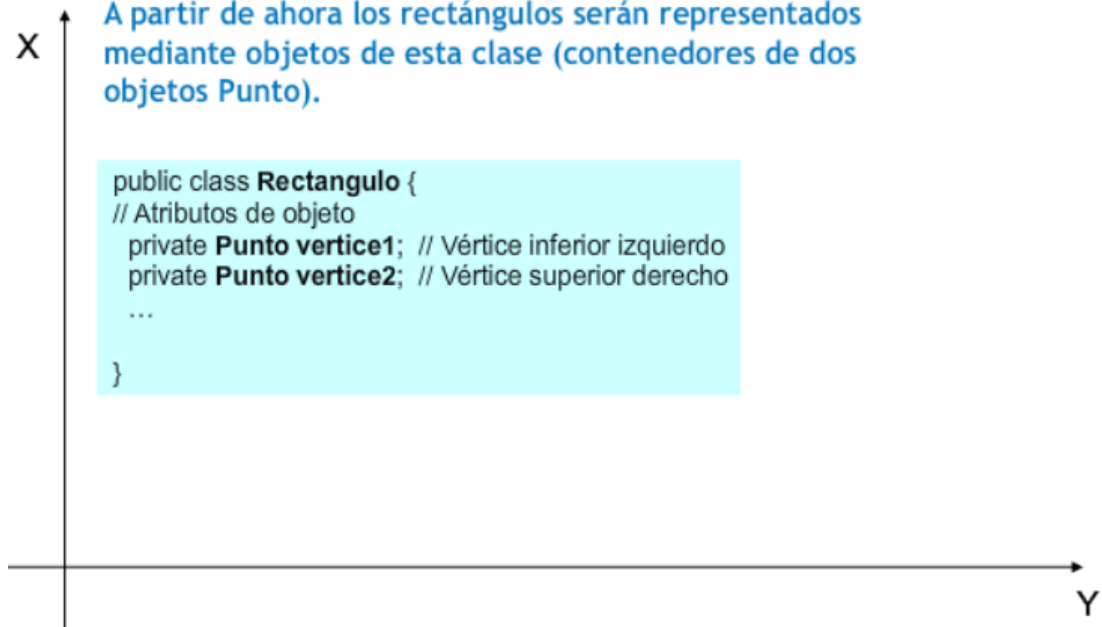 A partir de ahora los rectángulos serán representados
mediante objetos de esta clase (contenedores de dos
objetos Punto).
X
public class Rectangulo {
// Atributos de objeto
private Punto vertice1; // Vértice inferior izquierdo
private Punto vertice2; // Vértice superior derecho
...
}
Y